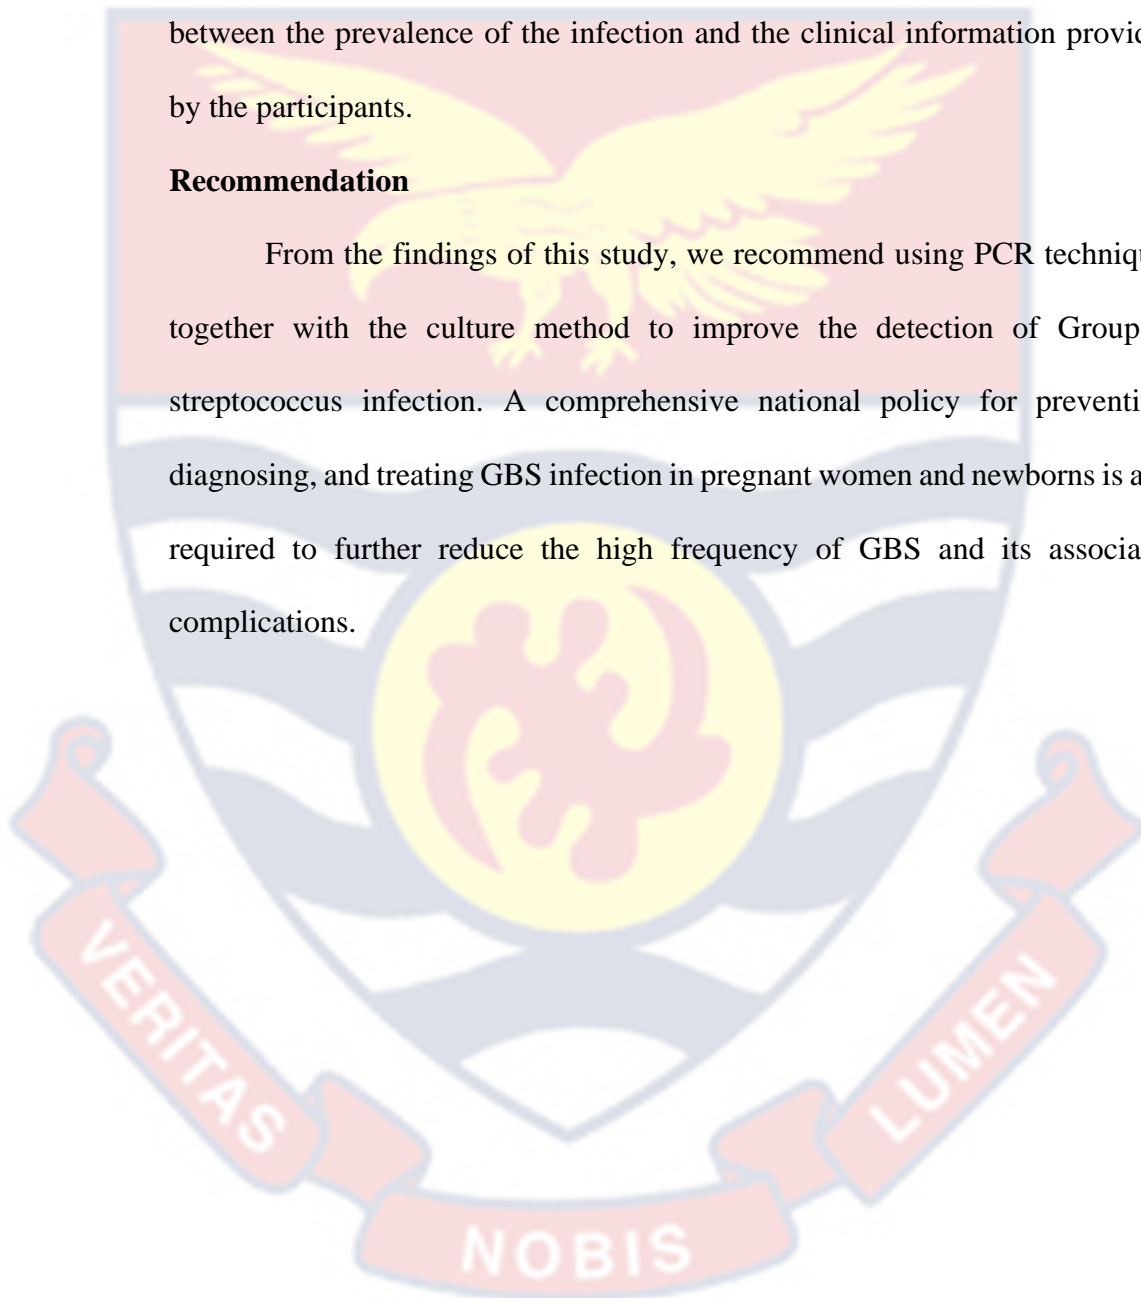 between the prevalence of the infection and the clinical information provid
by the participants.
Recommendation
From the findings of this study, we recommend using PCR techniqu
together with the culture method to improve the detection of Group
streptococcus infection. A comprehensive national policy for preventi
diagnosing, and treating GBS infection in pregnant women and newborns is a
required to further reduce the high frequency of GBS and its associa
complications.
VERITAS
NOBIS
LUMEN